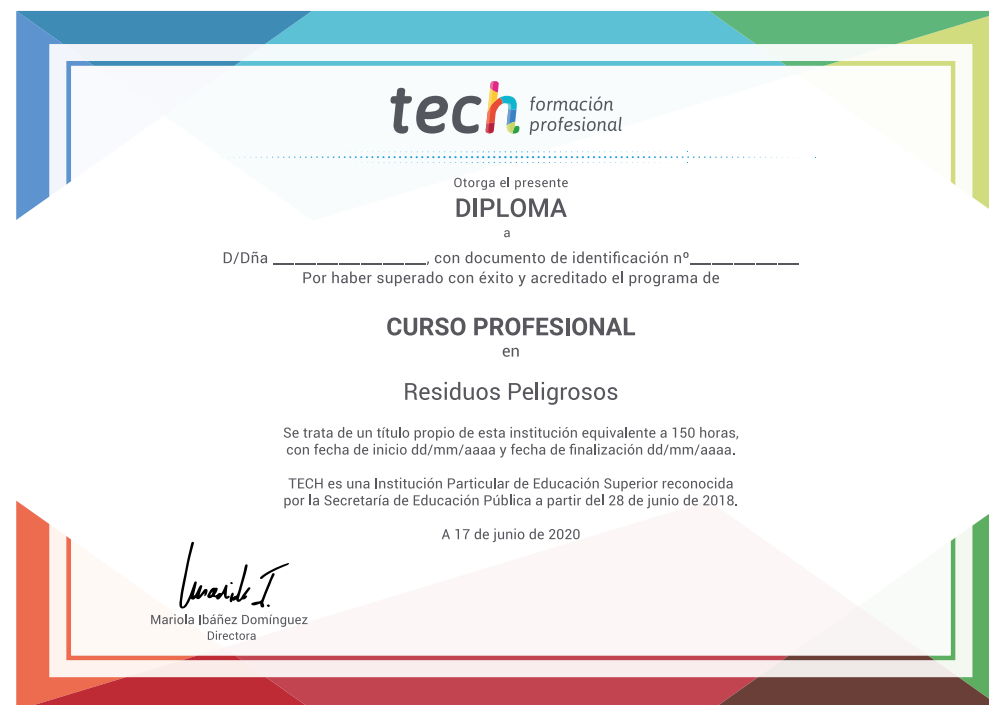 tech formación
profesional
Otorga el presente
DIPLOMA
a
D/Dña __________________, con documento de identificación nº_____________
Por haber superado con éxito y acreditado el programa de
CURSO PROFESIONAL
en
Residuos Peligrosos
Se trata de un título propio de esta institución equivalente a 150 horas,
con fecha de inicio dd/mm/aaaa y fecha de finalización dd/mm/aaaa.
TECH es una Institución Particular de Educación Superior reconocida
por la Secretaría de Educación Pública a partir del 28 de junio de 2018.
A 17 de junio de 2020
Mariola Ibáñez Domínguez
Directora